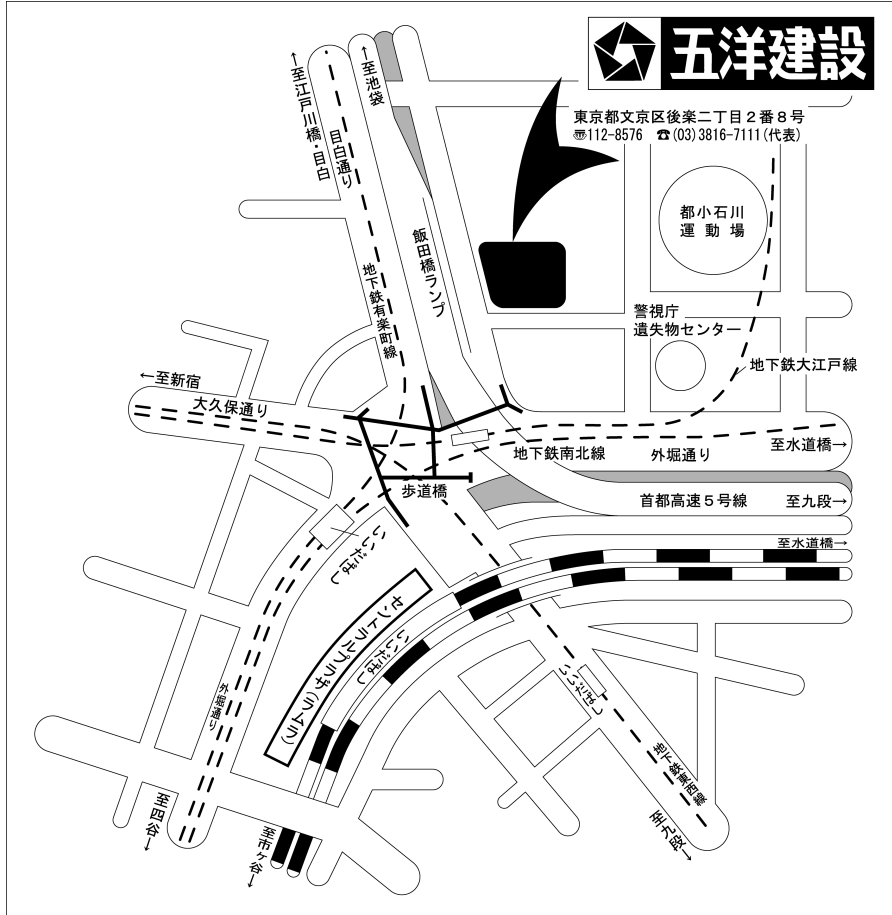 五洋建設
東京都文京区後楽二丁目2番8号
〠112-8576 ☎(03)3816-7111(代表)
←至江戸川橋・目白
←至池袋
目白通り
都小石川
運動場
飯田橋ランプ
地下鉄有楽町線
警視庁
遺失物センター
地下鉄大江戸線
←至新宿
大久保通り
地下鉄南北線
外堀通り
至水道橋→
歩道橋
首都高速5号線
至九段→
至水道橋→
いいだばし
セントラルプラザ(ラムラ)
いいだばし
いいだばし
外堀通り
地下鉄東西線
至四谷→
至市ヶ谷→
至九段→